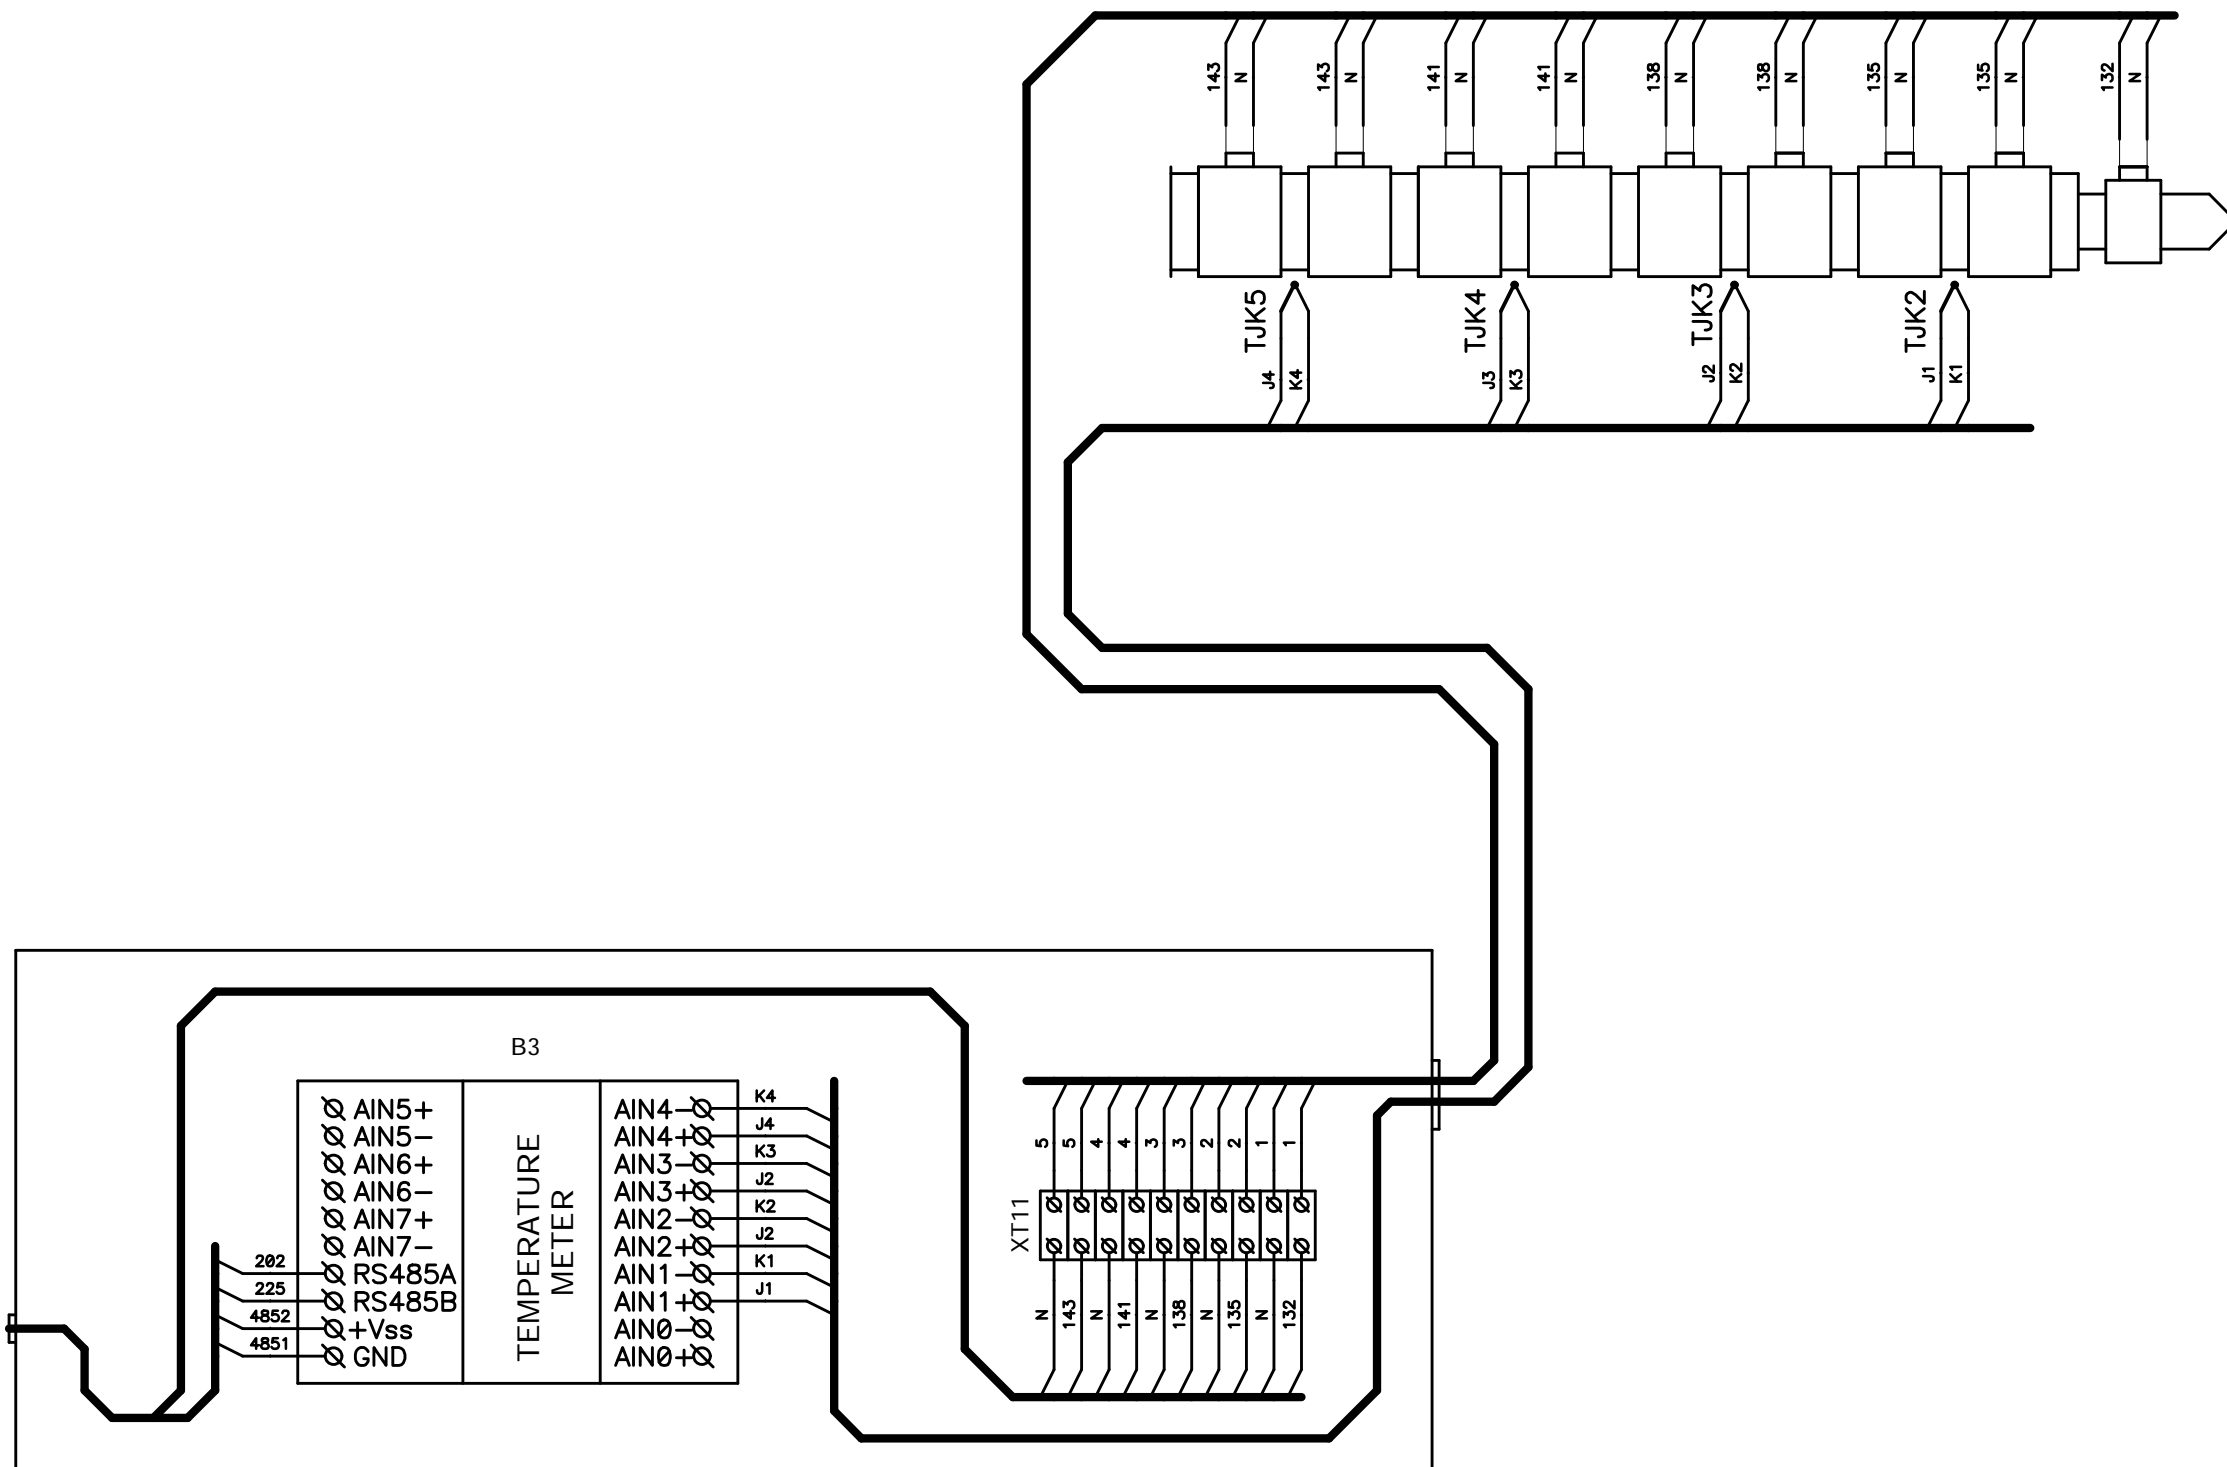 143 N 143 N 141 N 141 N 138 N 138 N 135 N 135 N 132 N
TJK5 TJK4 TJK3 TJK2
J4 K4 J3 K3 J2 K2 J1 K1
B3
AIN5+
AIN5-
AIN6+
AIN6-
AIN7+
AIN7-
202 RS485A
225 RS485B
4852 +Vss
4851 GND
TEMPERATURE
METER
AIN4- K4
AIN4+ J4
AIN3- K3
AIN3+ J2
AIN2- K2
AIN2+ J2
AIN1- K1
AIN1+ J1
AIN0-
AIN0+
5 5 4 4 3 3 2 2 1 1
XT11
N 143 N 141 N 138 N 135 N 132